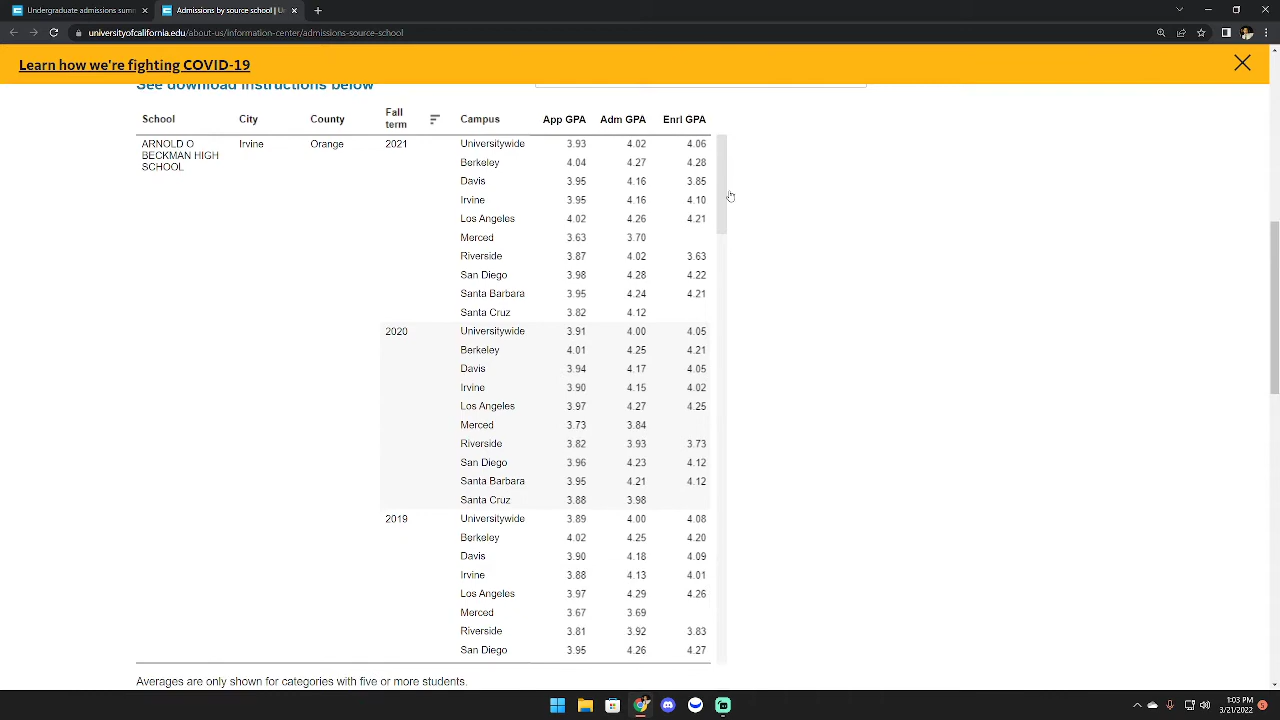 Undergraduate admissions sum
Admissions by school | U
universityofcalifornia.edu/about-us/information-center/admissions-source-school
Learn how we're fighting COVID-19
See download instructions below
School City County Fall term Campus App GPA Adm GPA Enrl GPA
ARNOLD O BECKMAN HIGH SCHOOL Irvine Orange 2021 Universitywide 3.93 4.02 4.06
Berkeley 4.04 4.27 4.28
Davis 3.95 4.16 3.85
Irvine 3.95 4.16 4.10
Los Angeles 4.02 4.26 4.21
Merced 3.63 3.70
Riverside 3.87 4.02 3.63
San Diego 3.98 4.28 4.22
Santa Barbara 3.95 4.24 4.21
Santa Cruz 3.82 4.12
2020 Universitywide 3.91 4.00 4.05
Berkeley 4.01 4.25 4.21
Davis 3.94 4.17 4.05
Irvine 3.90 4.15 4.02
Los Angeles 3.97 4.27 4.25
Merced 3.73 3.84
Riverside 3.82 3.93 3.73
San Diego 3.96 4.23 4.12
Santa Barbara 3.95 4.21 4.12
Santa Cruz 3.88 3.98
2019 Universitywide 3.89 4.00 4.08
Berkeley 4.02 4.25 4.20
Davis 3.90 4.18 4.09
Irvine 3.88 4.13 4.01
Los Angeles 3.97 4.29 4.26
Merced 3.67 3.69
Riverside 3.81 3.92 3.83
San Diego 3.95 4.26 4.27
Averages are only shown for categories with five or more students.
1:03 PM
3/21/2022